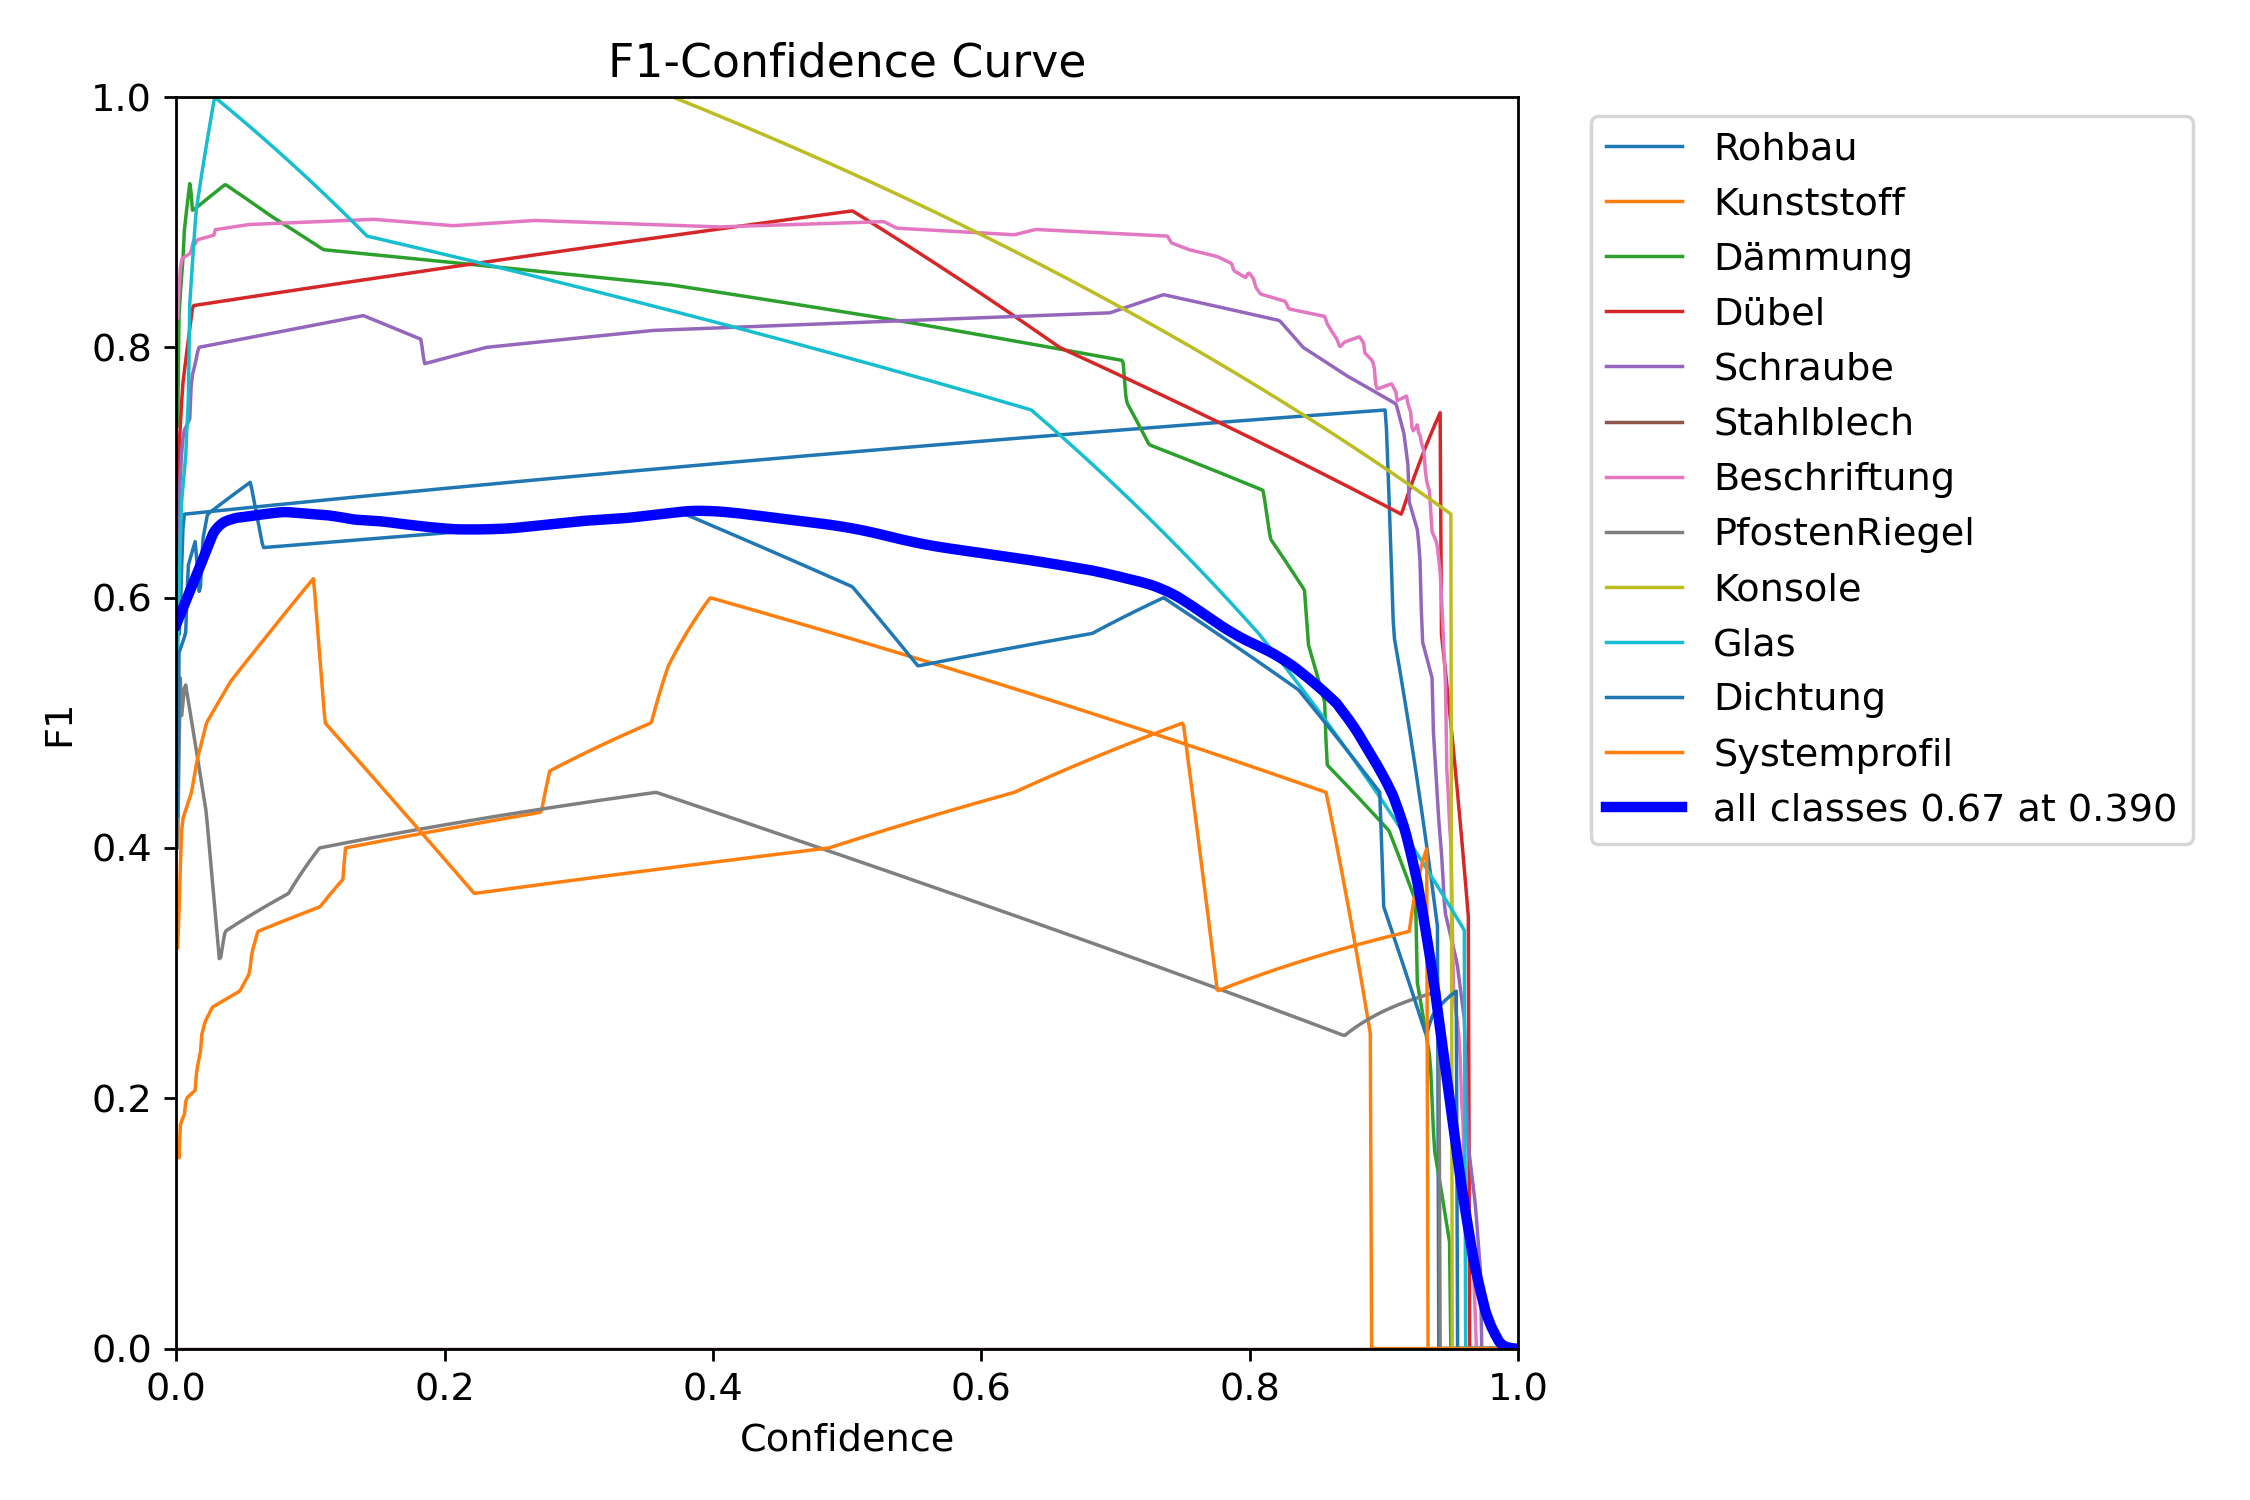 F1-Confidence Curve
1.0
0.8
0.6
0.4
0.2
0.0
F1
0.0 0.2 0.4 0.6 0.8 1.0
Confidence
Rohbau
Kunststoff
Dämmung
Dübel
Schraube
Stahlblech
Beschriftung
PfostenRiegel
Konsole
Glas
Dichtung
Systemprofil
all classes 0.67 at 0.390